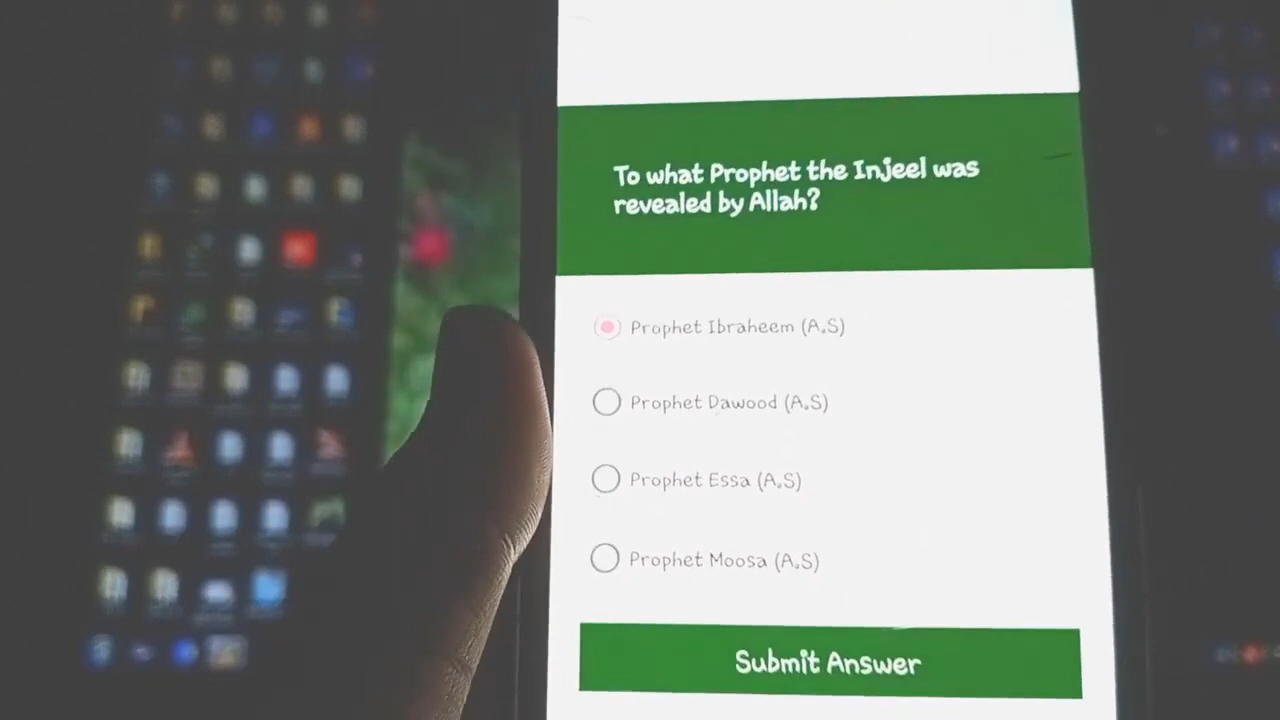 To what Prophet the Injeel was
revealed by Allah?
Prophet Ibraheem (A.S)
Prophet Dawood (A.S)
Prophet Essa (A.S)
Prophet Moosa (A.S)
Submit Answer